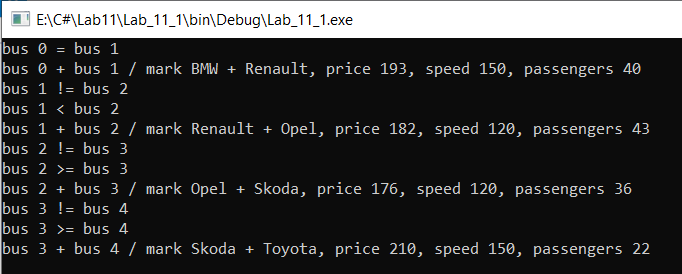 E:\C#\Lab11\Lab_11_1\bin\Debug\Lab_11_1.exe
bus 0 = bus 1
bus 0 + bus 1 / mark BMW + Renault, price 193, speed 150, passengers 40
bus 1 != bus 2
bus 1 < bus 2
bus 1 + bus 2 / mark Renault + Opel, price 182, speed 120, passengers 43
bus 2 != bus 3
bus 2 >= bus 3
bus 2 + bus 3 / mark Opel + Skoda, price 176, speed 120, passengers 36
bus 3 != bus 4
bus 3 >= bus 4
bus 3 + bus 4 / mark Skoda + Toyota, price 210, speed 150, passengers 22